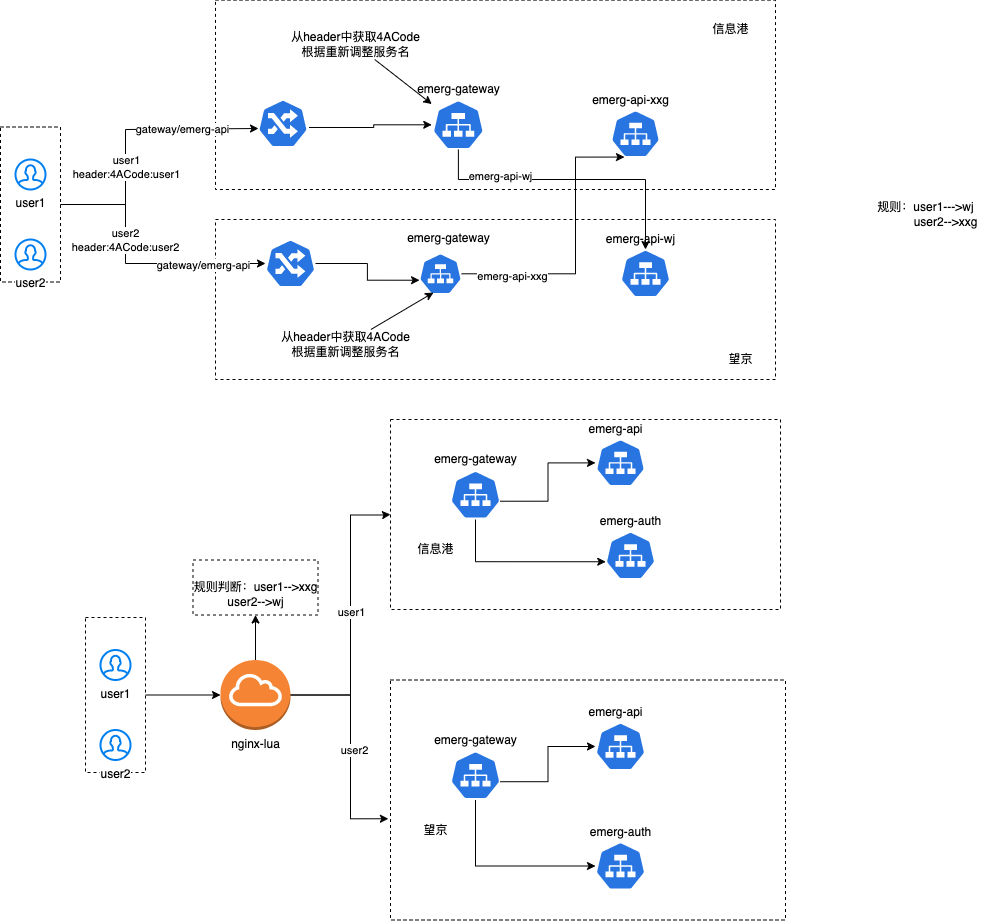 信息港
从header中获取4ACode
根据重新调整服务名
emerg-gateway
emerg-api-xxg
gateway/emerg-api
user1
header:4ACode:user1
emerg-api-wj
user1
规则：user1--->wj
user2-->xxg
user2
header:4ACode:user2
emerg-gateway
emerg-api-wj
gateway/emerg-api
emerg-api-xxg
user2
从header中获取4ACode
根据重新调整服务名
望京
emerg-api
emerg-gateway
emerg-auth
信息港
规则判断：user1-->xxg
user2-->wj
user1
user1
emerg-api
nginx-lua
emerg-gateway
user2
user2
望京
emerg-auth